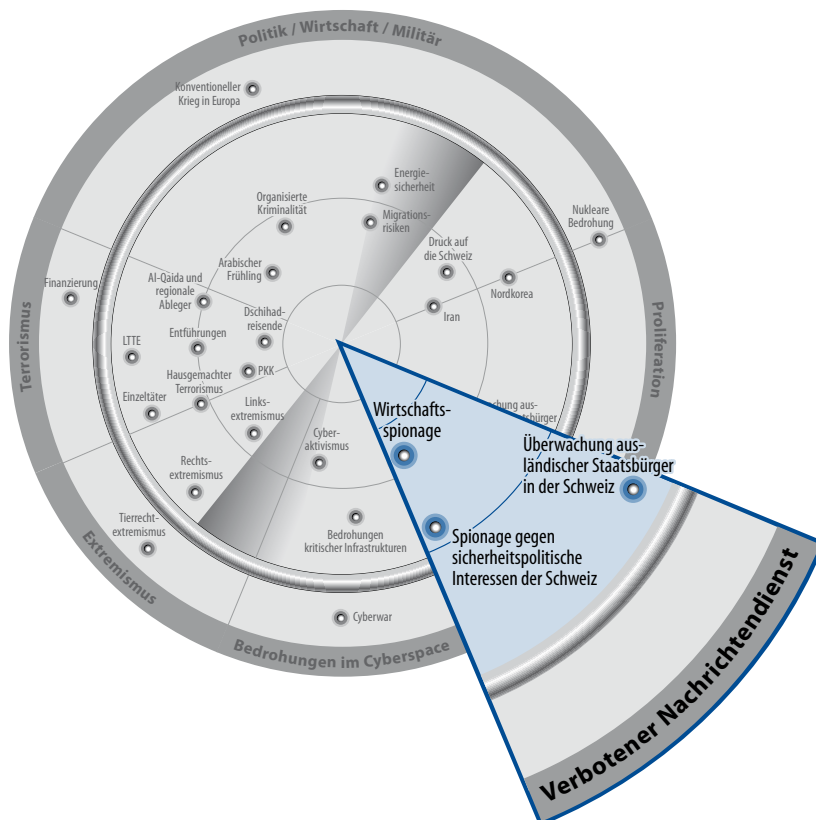 Politik / Wirtschaft / Militär
Konventioneller
Krieg in Europa
Energie-
sicherheit
Organisierte
Kriminalität
Migrations-
risiken
Nukleare
Bedrohung
Druck auf
die Schweiz
Arabischer
Frühling
Al-Qaida und
regionale
Ableger
Finanzierung
Nordkorea
Iran
Dschihad-
reisende
Terrorismus
Proliferation
LTTE
Entführungen
PKK
Hausgemachter
Terrorismus
Einzeltäter
Links-
extremismus
Cyber-
aktivismus
Wirtschafts-
spionage
Überwachung aus-
ländischer Staatsbürger
in der Schweiz
Rechts-
extremismus
Tierrecht-
extremismus
Bedrohungen
kritischer Infrastrukturen
Spionage gegen
sicherheitspolitische
Interessen der Schweiz
Extremismus
Cyberwar
Bedrohungen im Cyberspace
Verbotener Nachrichtendienst